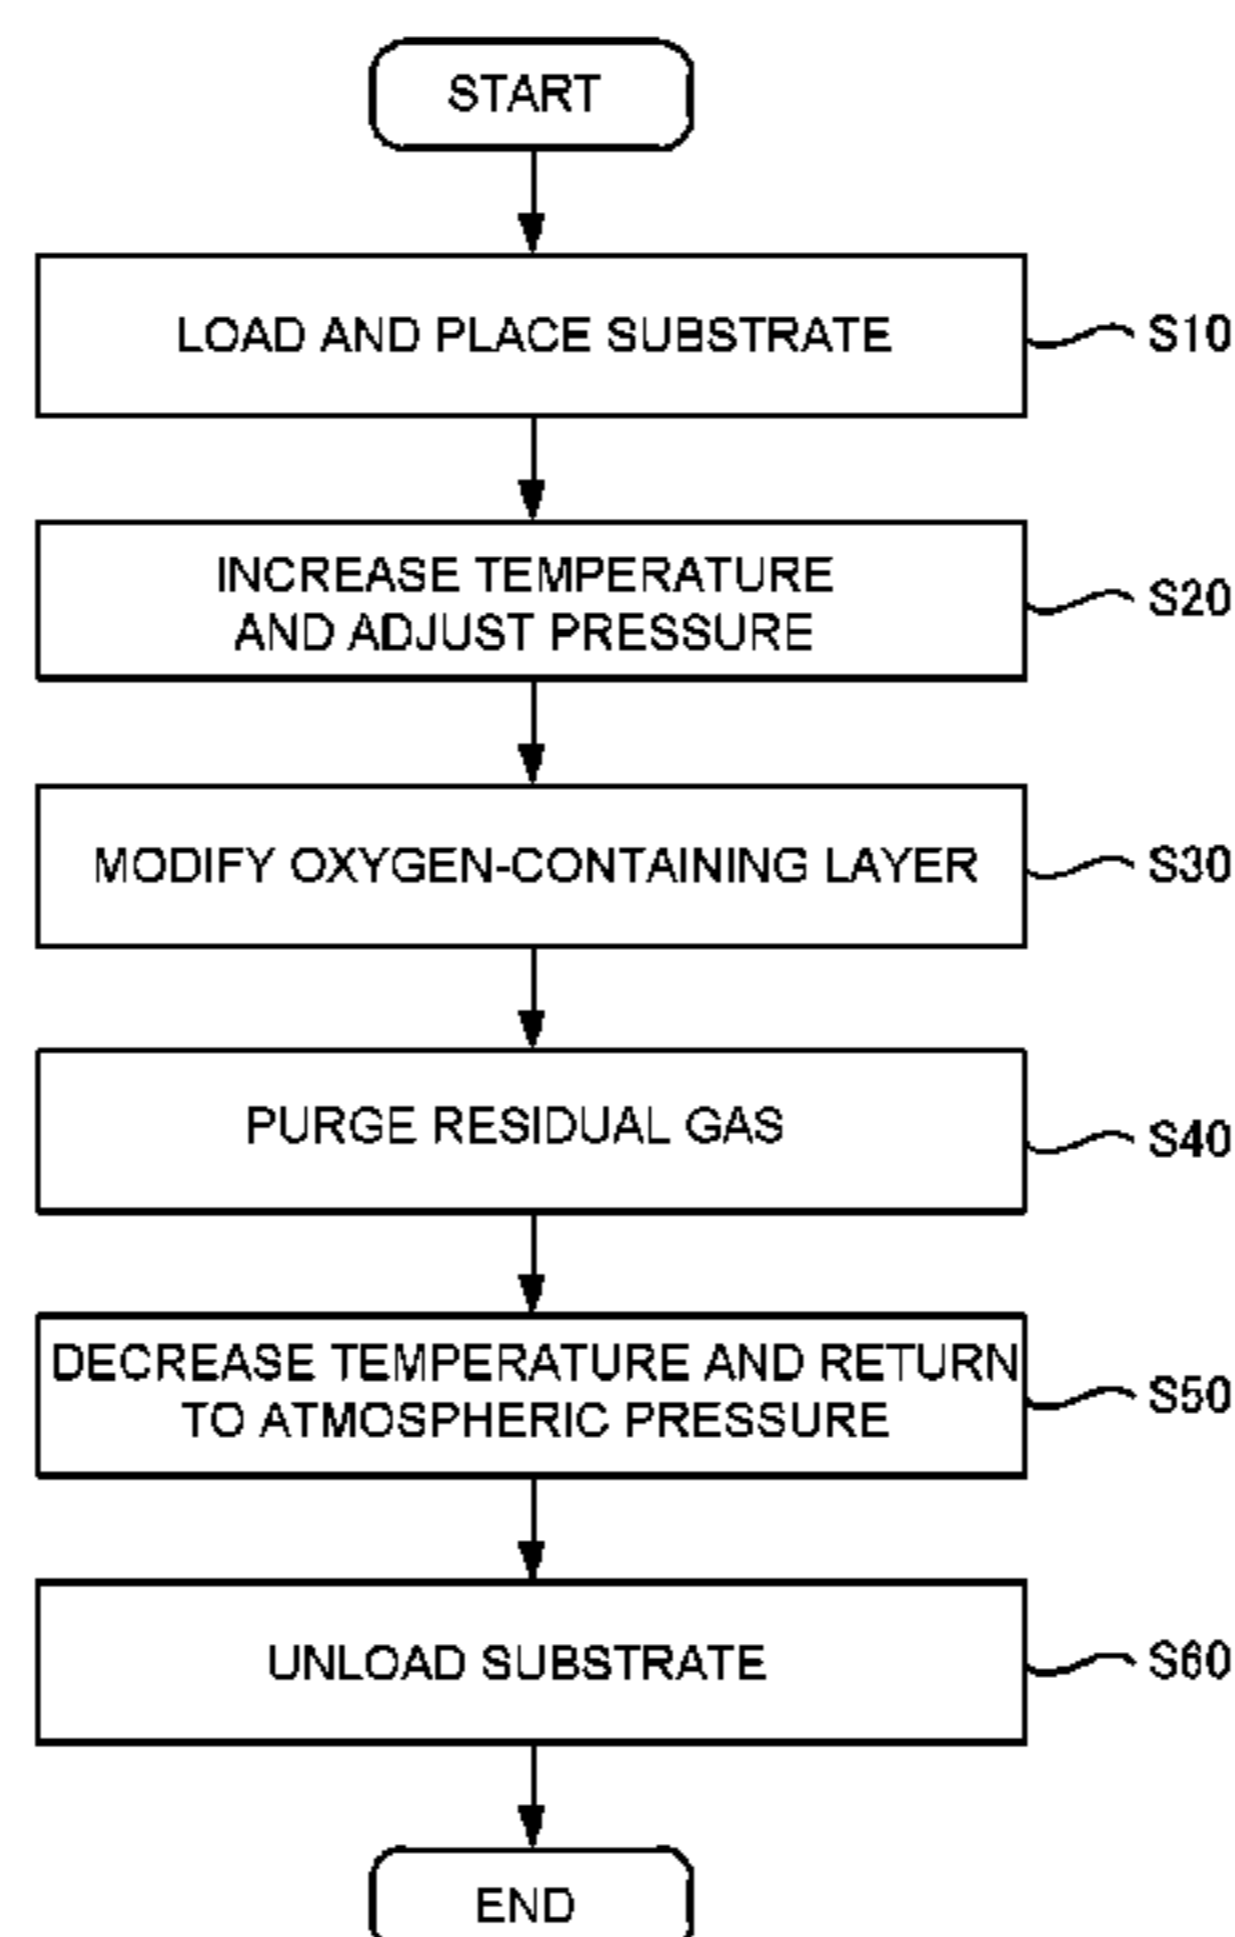 START
LOAD AND PLACE SUBSTRATE
S10
INCREASE TEMPERATURE
AND ADJUST PRESSURE
S20
MODIFY OXYGEN-CONTAINING LAYER
S30
PURGE RESIDUAL GAS
S40
DECREASE TEMPERATURE AND RETURN
TO ATMOSPHERIC PRESSURE
S50
UNLOAD SUBSTRATE
S60
END